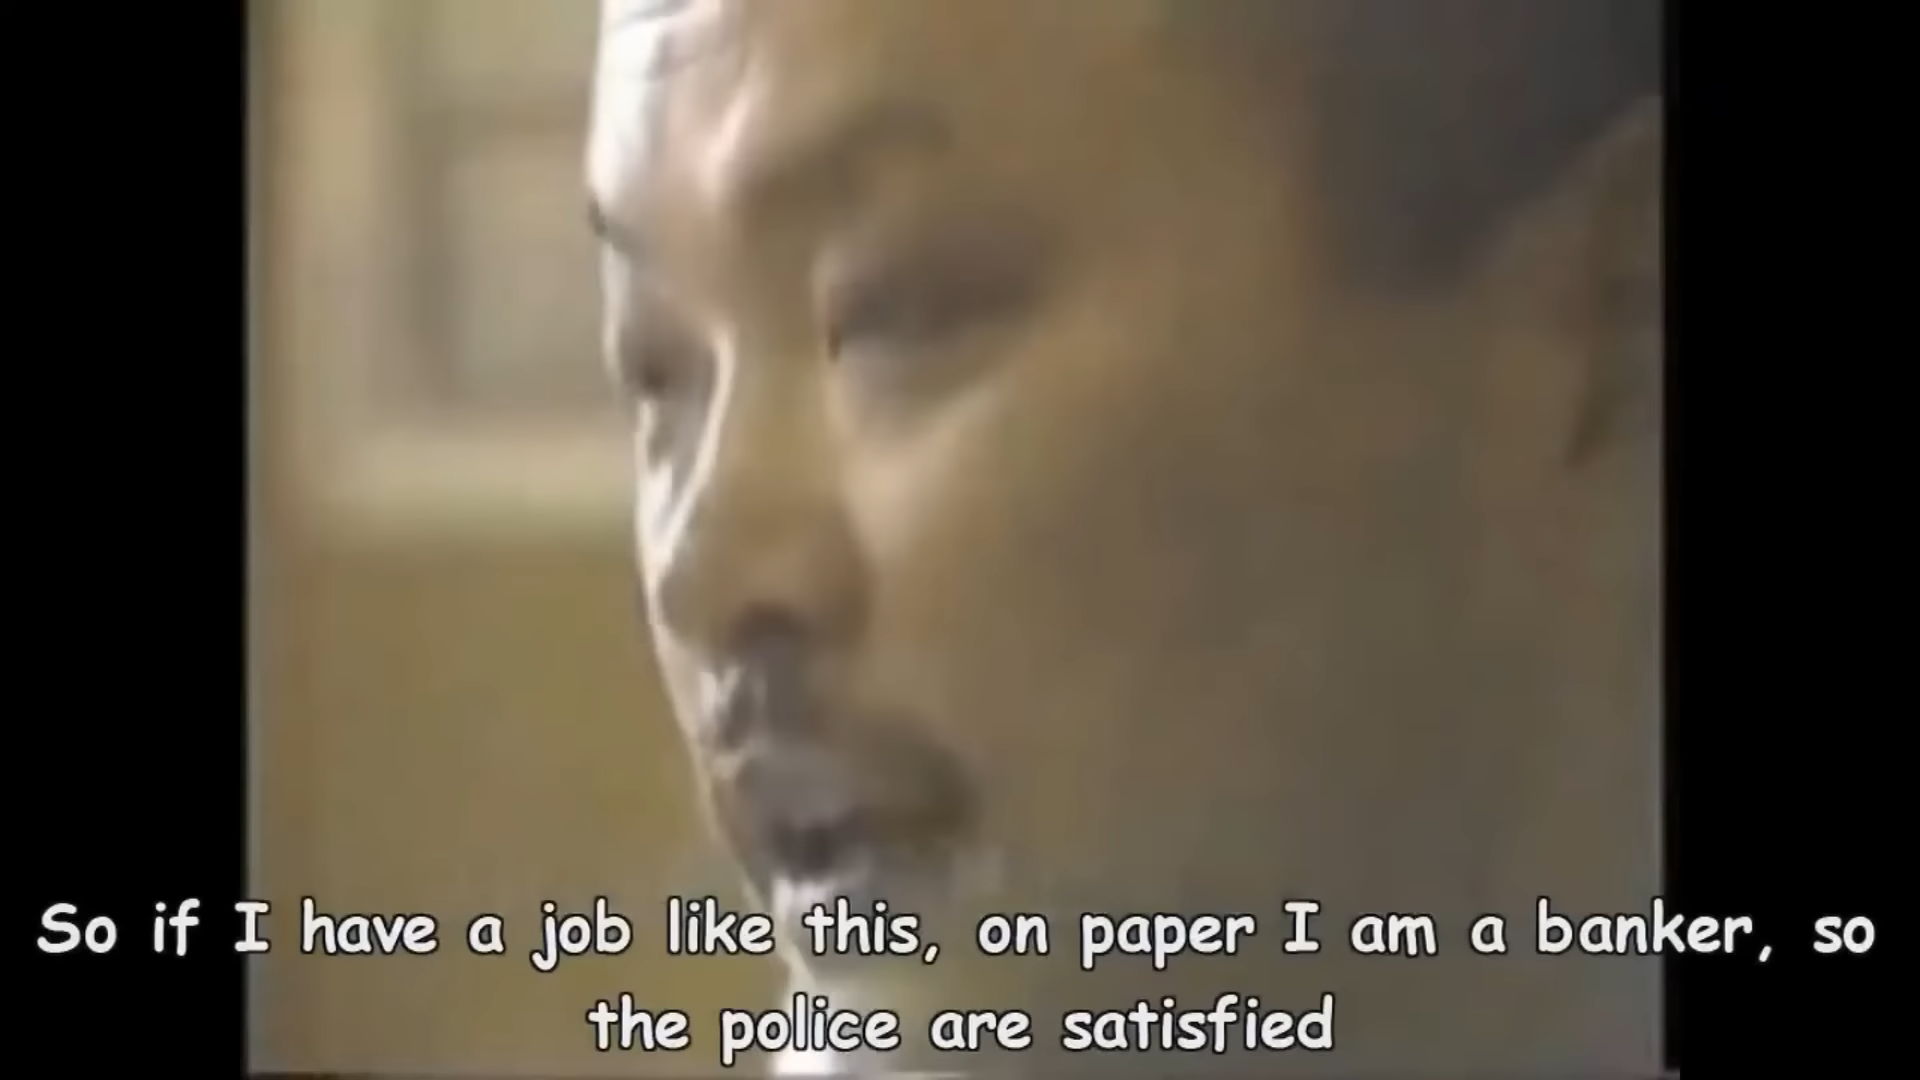 So if I have a job like this, on paper I am a banker, so
the police are satisfied